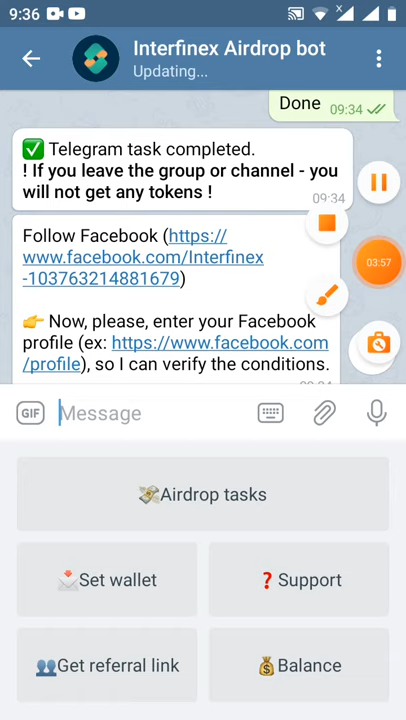 9:36
Interfinex Airdrop bot
Updating...
Done 09:34
✅ Telegram task completed.
! If you leave the group or channel - you
will not get any tokens !
09:34
Follow Facebook (https://
www.facebook.com/Interfinex
-103763214881679)
03:57
👉 Now, please, enter your Facebook
profile (ex: https://www.facebook.com
/profile), so I can verify the conditions.
GIF Message
💸Airdrop tasks
📩Set wallet ❓Support
👥Get referral link 💰Balance